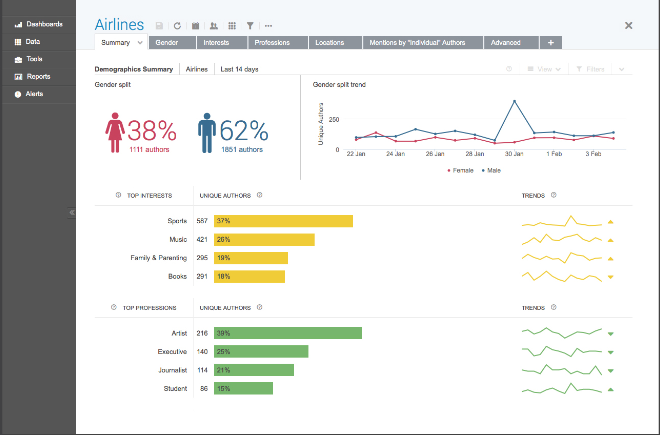 Airlines
Dashboards
Data
Tools
Reports
Alerts
Summary
Gender
Interests
Professions
Locations
Mentions by "Individual" Authors
Advanced
+
Demographics Summary
Airlines
Last 14 days
View
Filters
Gender split
38%
1111 authors
62%
1851 authors
Gender split trend
Unique Authors
250
0
22 Jan
24 Jan
26 Jan
28 Jan
30 Jan
1 Feb
3 Feb
Female
Male
TOP INTERESTS
UNIQUE AUTHORS
TRENDS
Sports 587 37%
Music 421 26%
Family & Parenting 295 19%
Books 291 18%
TOP PROFESSIONS
UNIQUE AUTHORS
TRENDS
Artist 216 39%
Executive 140 25%
Journalist 114 21%
Student 86 15%